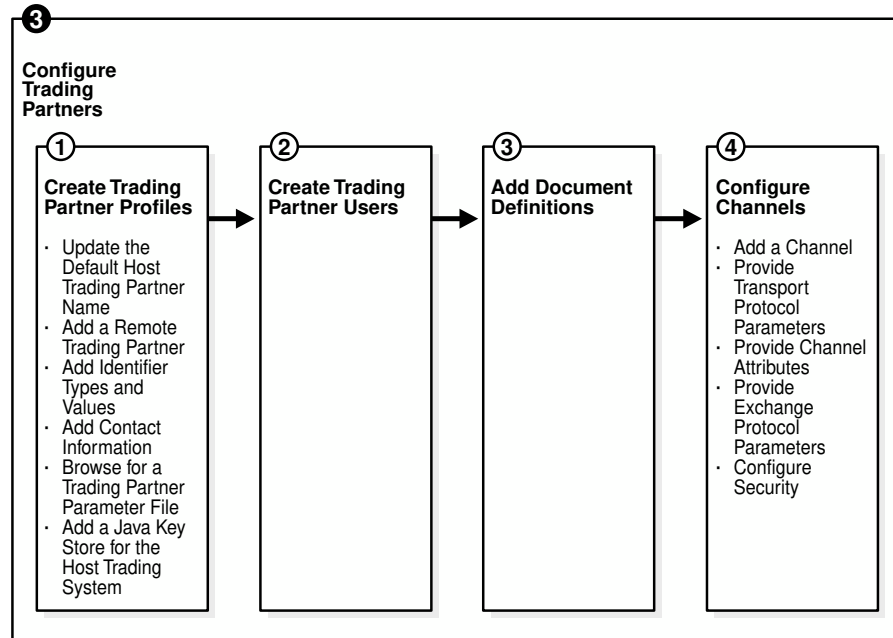 3
Configure
Trading
Partners
1
Create Trading
Partner Profiles
· Update the
Default Host
Trading Partner
Name
· Add a Remote
Trading Partner
· Add Identifier
Types and
Values
· Add Contact
Information
· Browse for a
Trading Partner
Parameter File
· Add a Java Key
Store for the
Host Trading
System
2
Create Trading
Partner Users
3
Add Document
Definitions
4
Configure
Channels
· Add a Channel
· Provide
Transport
Protocol
Parameters
· Provide Channel
Attributes
· Provide
Exchange
Protocol
Parameters
· Configure
Security